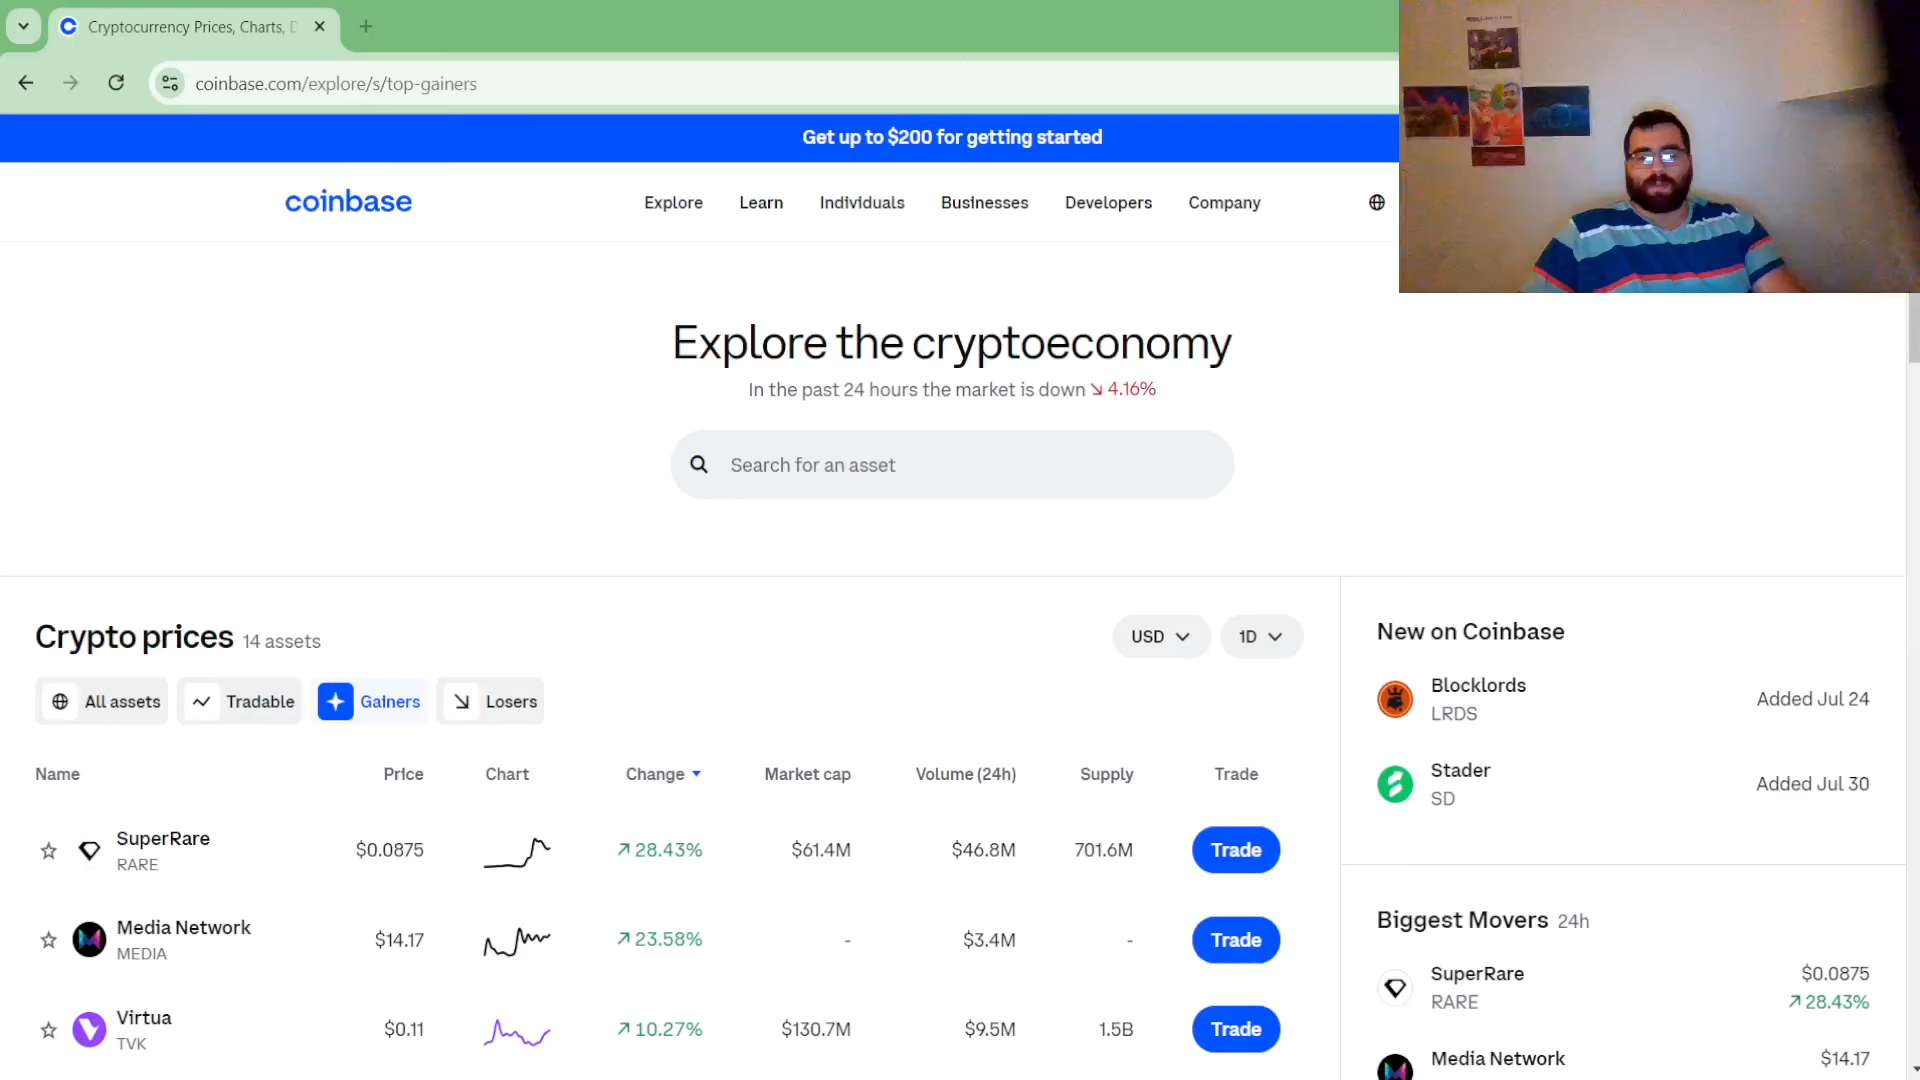 Cryptocurrency Prices, Charts, D
coinbase.com/explore/s/top-gainers
Get up to $200 for getting started
coinbase
Explore Learn Individuals Businesses Developers Company
Explore the cryptoeconomy
In the past 24 hours the market is down ↘ 4.16%
Search for an asset
Crypto prices 14 assets
USD 1D
All assets Tradable Gainers Losers
Name Price Chart Change Market cap Volume (24h) Supply Trade
SuperRare
RARE
$0.0875 ↗ 28.43% $61.4M $46.8M 701.6M Trade
Media Network
MEDIA
$14.17 ↗ 23.58% - $3.4M - Trade
Virtua
TVK
$0.11 ↗ 10.27% $130.7M $9.5M 1.5B Trade
New on Coinbase
Blocklords
LRDS
Added Jul 24
Stader
SD
Added Jul 30
Biggest Movers 24h
SuperRare
RARE
$0.0875
↗ 28.43%
Media Network
$14.17